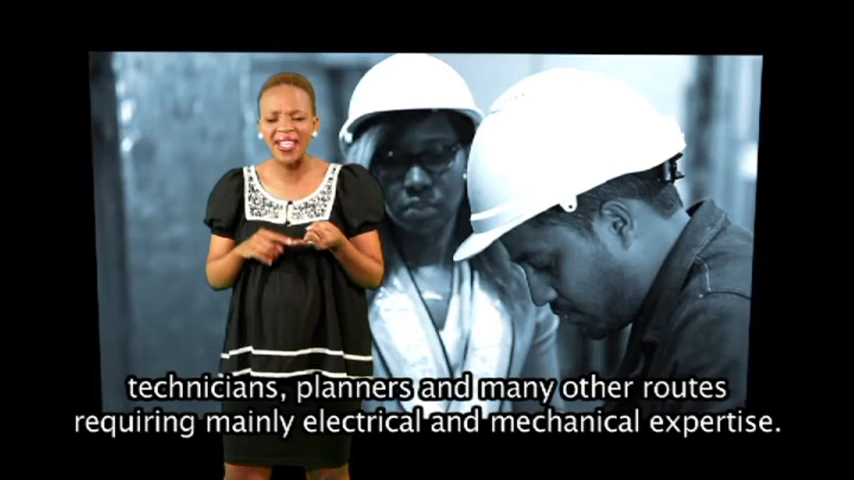 technicians, planners and many other routes
requiring mainly electrical and mechanical expertise.